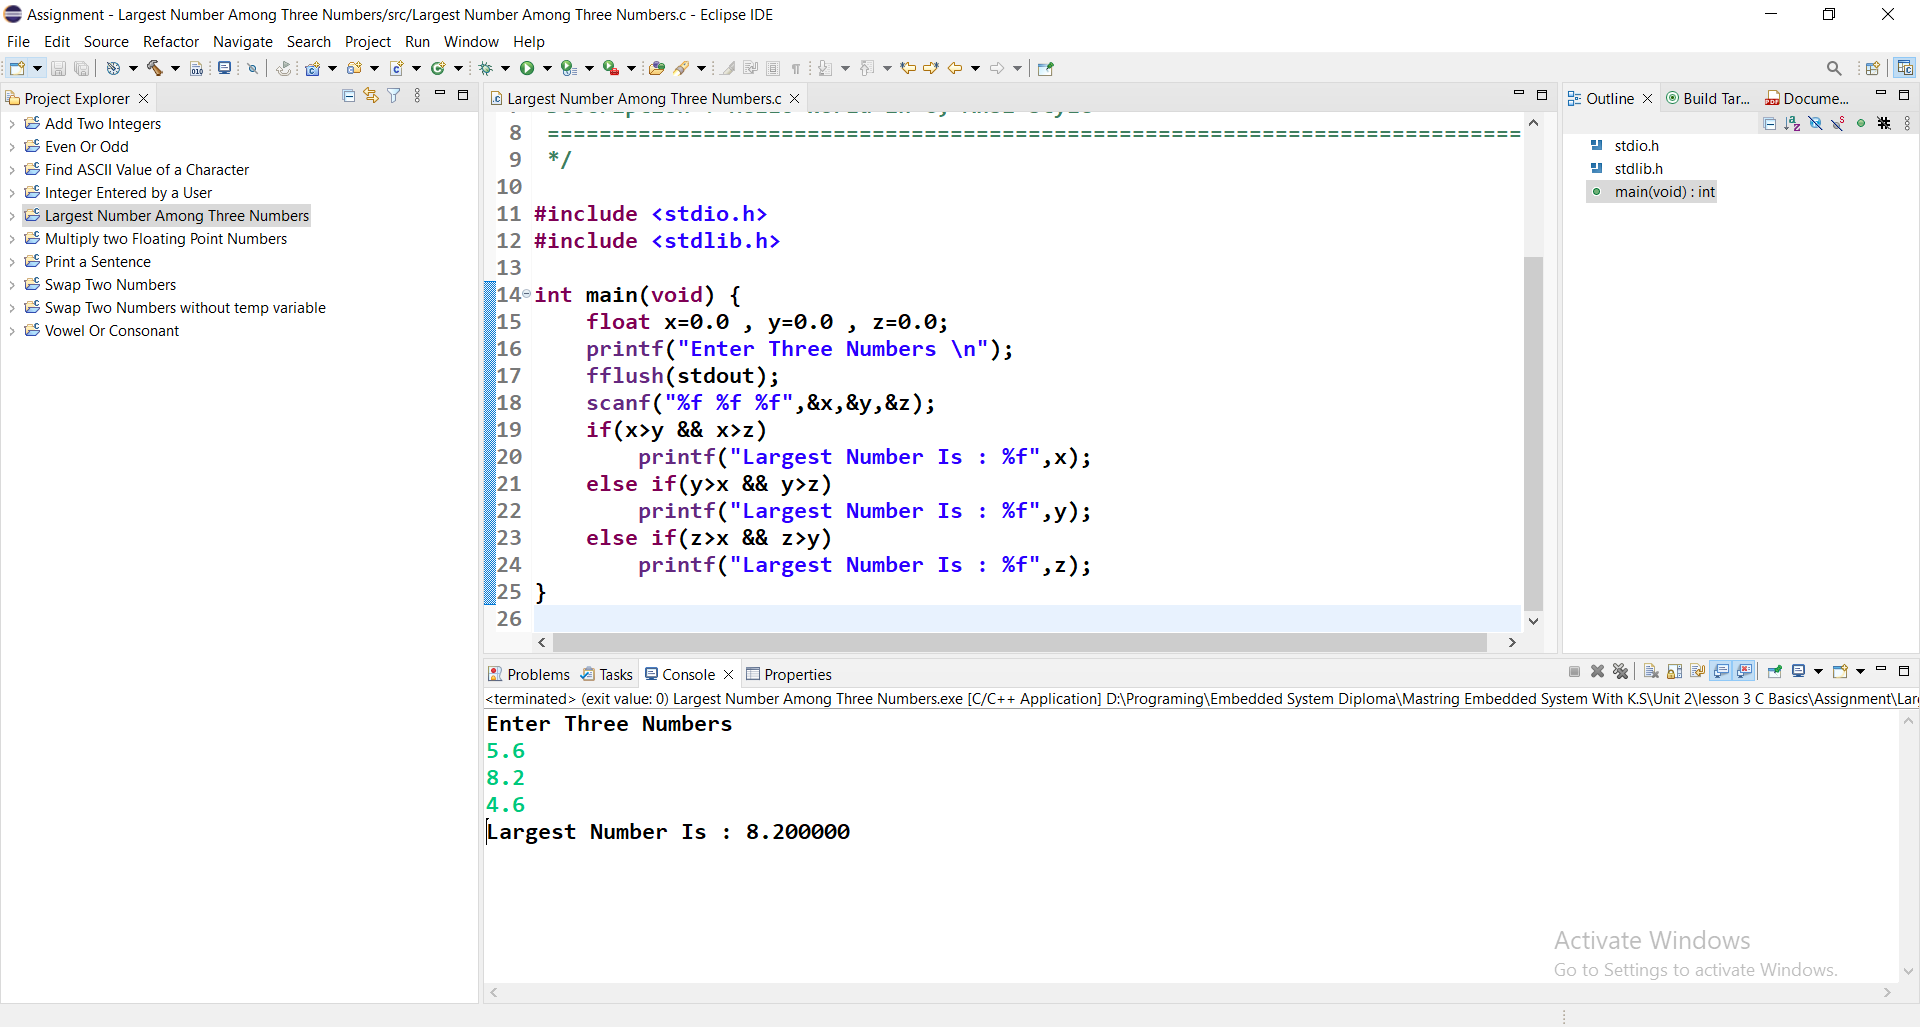 Assignment - Largest Number Among Three Numbers/src/Largest Number Among Three Numbers.c - Eclipse IDE
File Edit Source Refactor Navigate Search Project Run Window Help
Project Explorer
Add Two Integers
Even Or Odd
Find ASCII Value of a Character
Integer Entered by a User
Largest Number Among Three Numbers
Multiply two Floating Point Numbers
Print a Sentence
Swap Two Numbers
Swap Two Numbers without temp variable
Vowel Or Consonant
Largest Number Among Three Numbers.c
8 ===========================================================================
9 */
10
11 #include <stdio.h>
12 #include <stdlib.h>
13
14 int main(void) {
15 float x=0.0 , y=0.0 , z=0.0;
16 printf("Enter Three Numbers \n");
17 fflush(stdout);
18 scanf("%f %f %f",&x,&y,&z);
19 if(x>y && x>z)
20 printf("Largest Number Is : %f",x);
21 else if(y>x && y>z)
22 printf("Largest Number Is : %f",y);
23 else if(z>x && z>y)
24 printf("Largest Number Is : %f",z);
25 }
26
Outline Build Tar... Docume...
stdio.h
stdlib.h
main(void) : int
Problems Tasks Console Properties
<terminated> (exit value: 0) Largest Number Among Three Numbers.exe [C/C++ Application] D:\Programing\Embedded System Diploma\Mastring Embedded System With K.S\Unit 2\lesson 3 C Basics\Assignment\Lar
Enter Three Numbers
5.6
8.2
4.6
Largest Number Is : 8.200000
Activate Windows
Go to Settings to activate Windows.